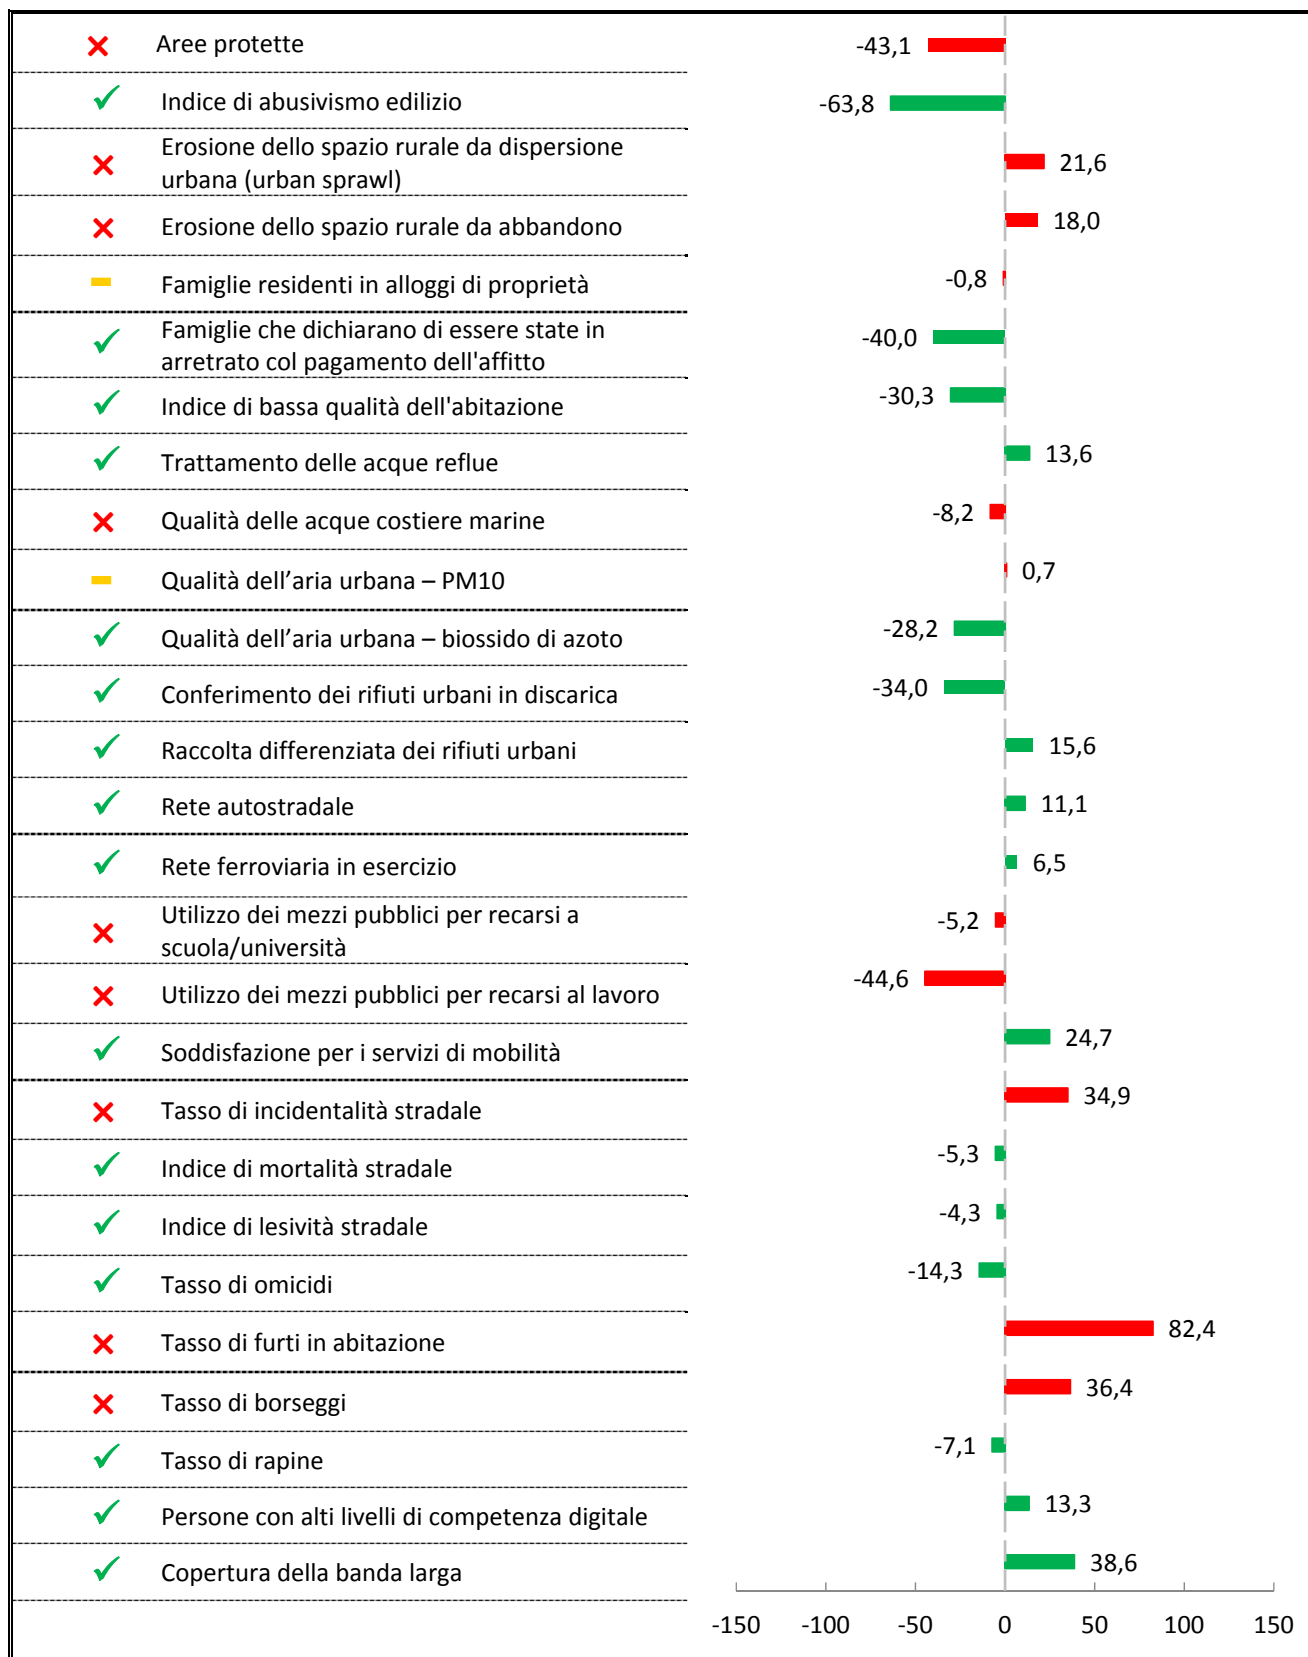 Aree protette
-43,1
Indice di abusivismo edilizio
-63,8
Erosione dello spazio rurale da dispersione
urbana (urban sprawl)
21,6
Erosione dello spazio rurale da abbandono
18,0
Famiglie residenti in alloggi di proprietà
-0,8
Famiglie che dichiarano di essere state in
arretrato col pagamento dell'affitto
-40,0
Indice di bassa qualità dell'abitazione
-30,3
Trattamento delle acque reflue
13,6
Qualità delle acque costiere marine
-8,2
Qualità dell’aria urbana – PM10
0,7
Qualità dell’aria urbana – biossido di azoto
-28,2
Conferimento dei rifiuti urbani in discarica
-34,0
Raccolta differenziata dei rifiuti urbani
15,6
Rete autostradale
11,1
Rete ferroviaria in esercizio
6,5
Utilizzo dei mezzi pubblici per recarsi a
scuola/università
-5,2
Utilizzo dei mezzi pubblici per recarsi al lavoro
-44,6
Soddisfazione per i servizi di mobilità
24,7
Tasso di incidentalità stradale
34,9
Indice di mortalità stradale
-5,3
Indice di lesività stradale
-4,3
Tasso di omicidi
-14,3
Tasso di furti in abitazione
82,4
Tasso di borseggi
36,4
Tasso di rapine
-7,1
Persone con alti livelli di competenza digitale
13,3
Copertura della banda larga
38,6
-150 -100 -50 0 50 100 150